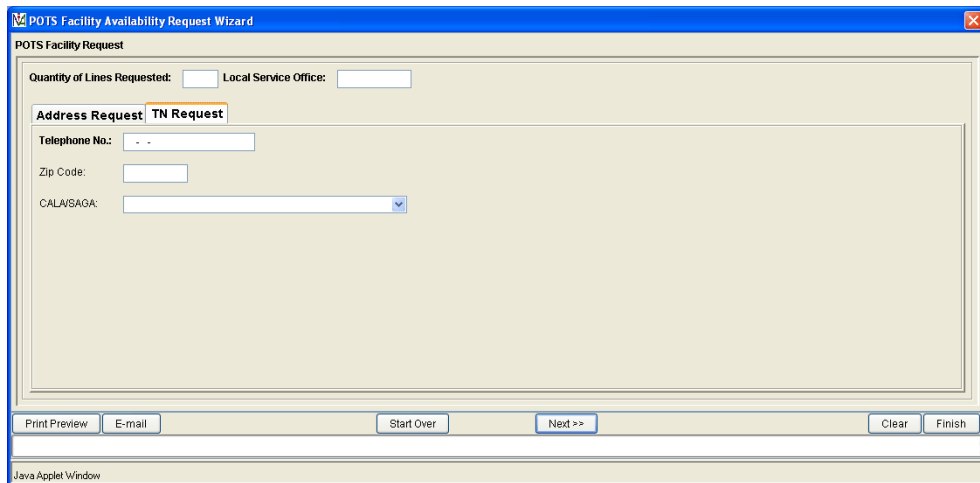 POTS Facility Availability Request Wizard
POTS Facility Request
Quantity of Lines Requested: Local Service Office:
Address Request TN Request
Telephone No.: - -
Zip Code:
CALA/SAGA:
Print Preview E-mail Start Over Next >> Clear Finish
Java Applet Window